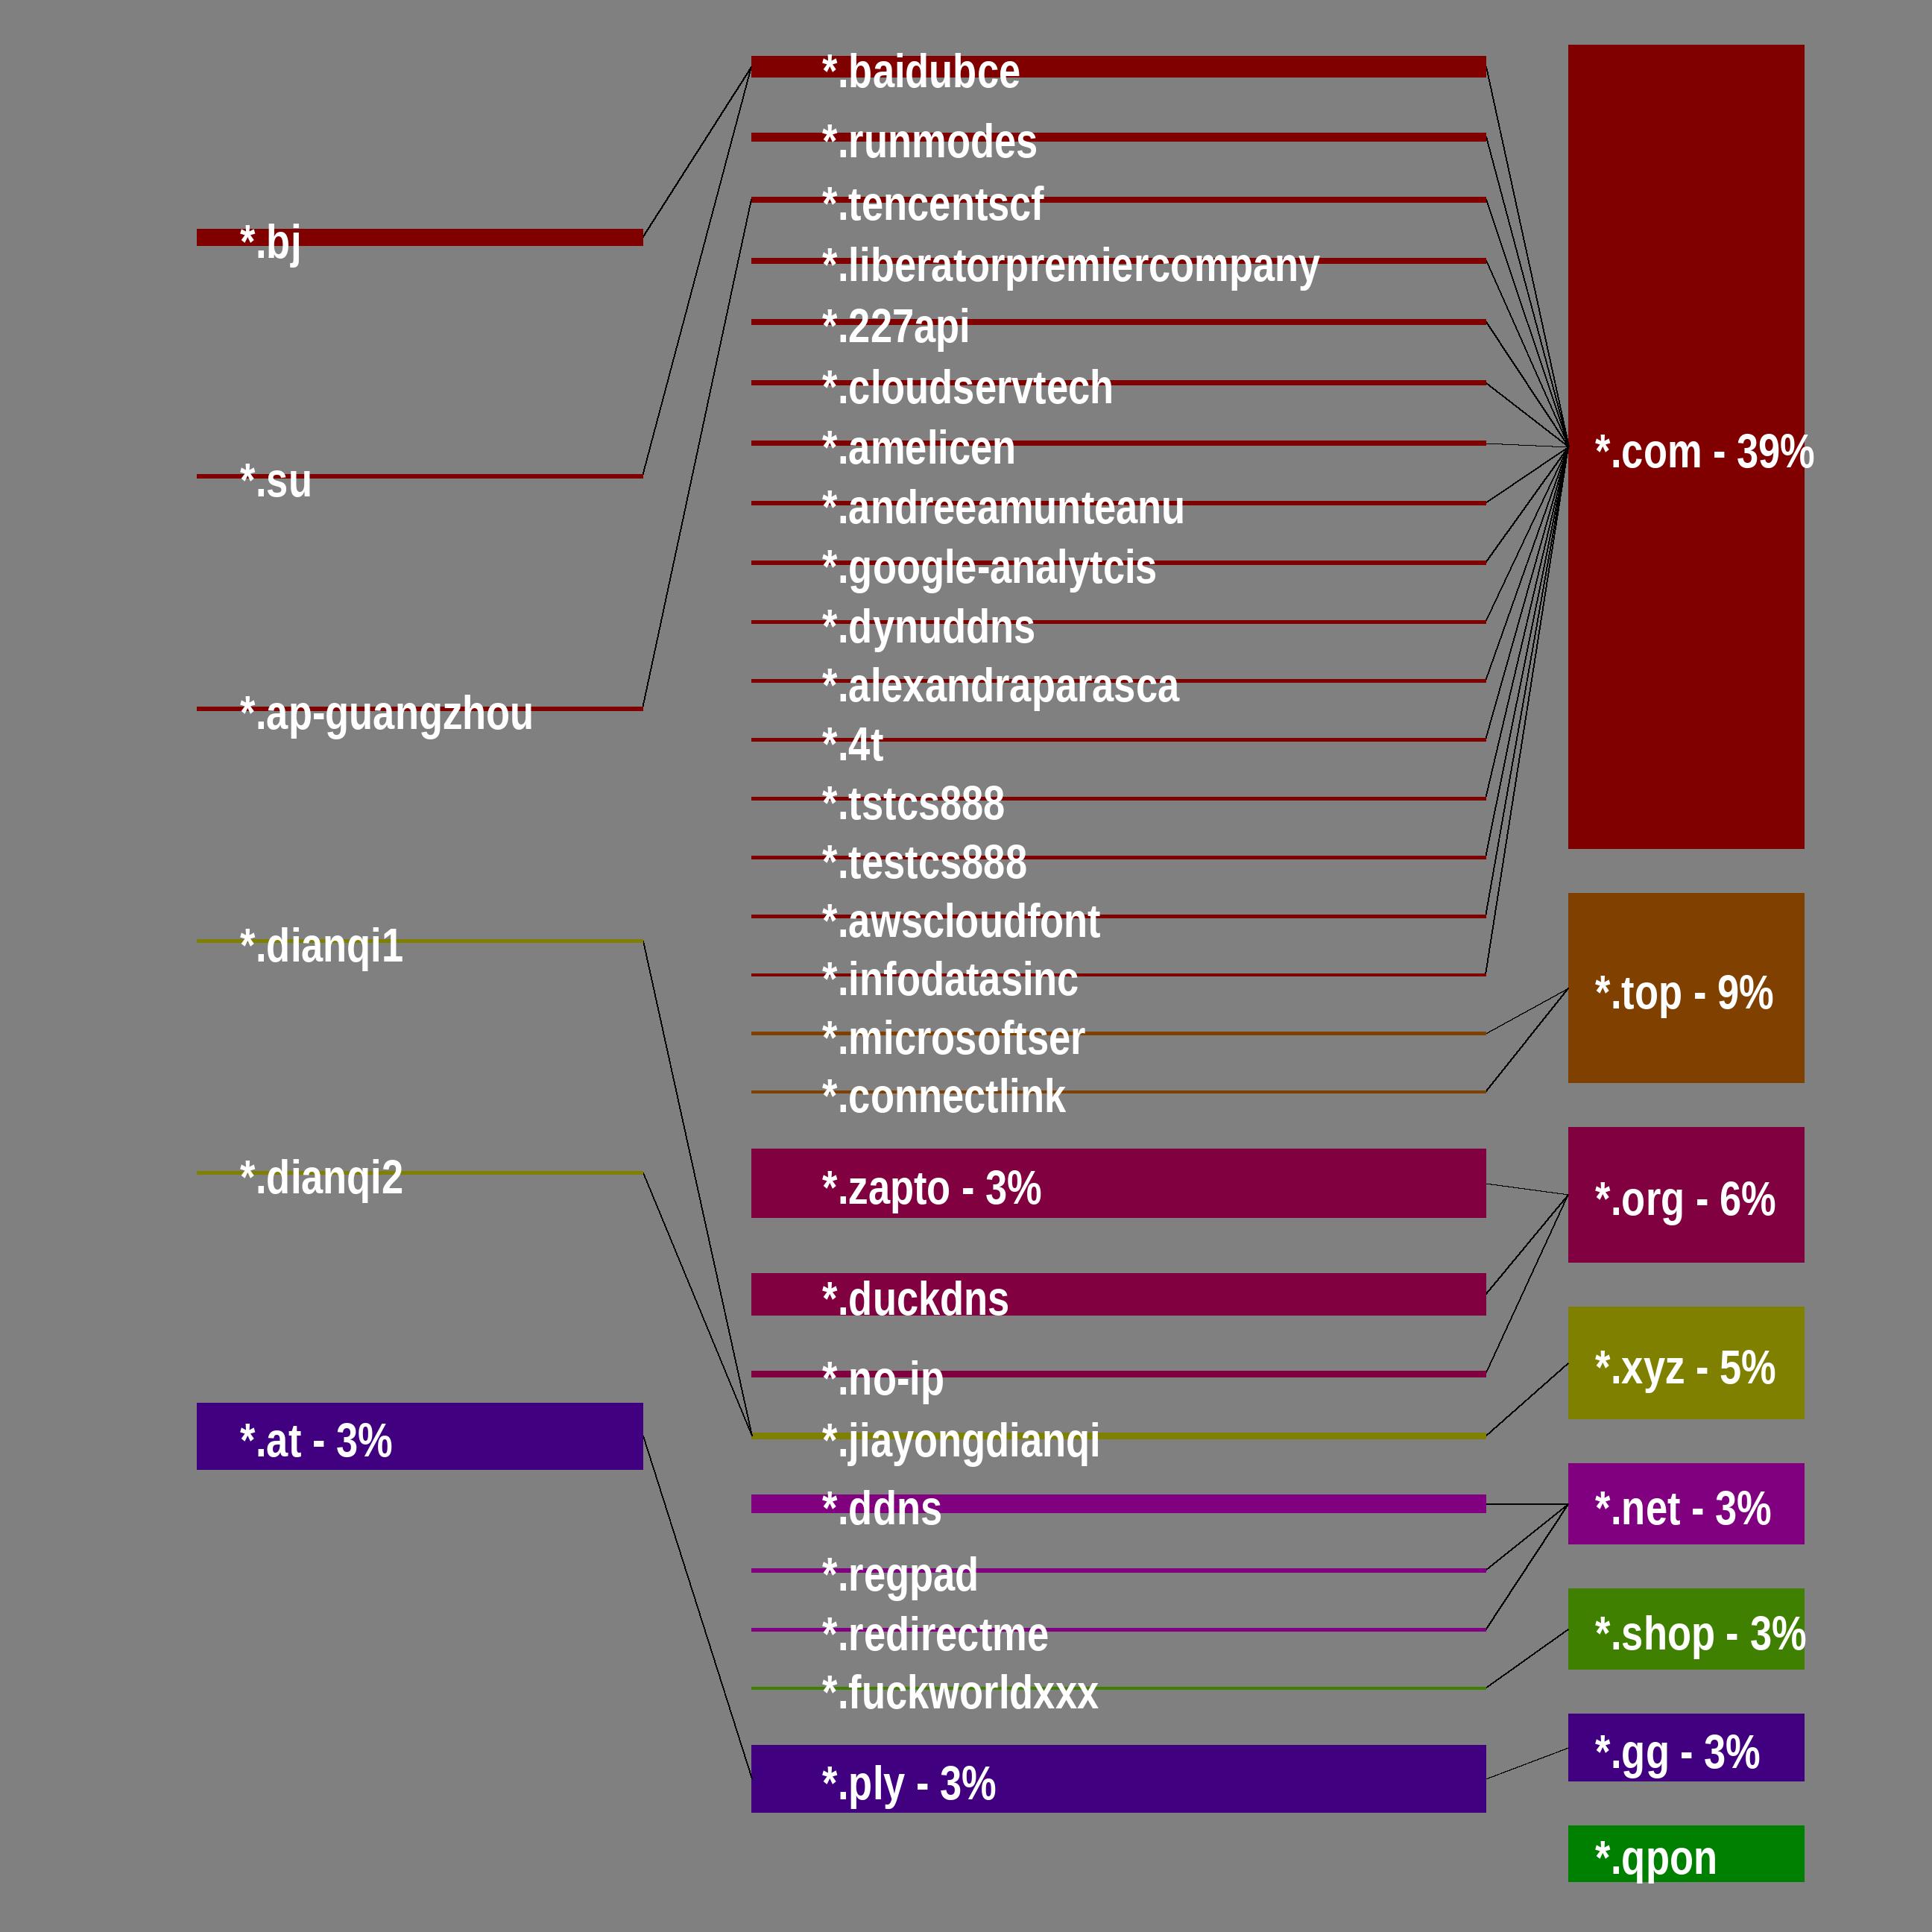 *.bj
*.su
*.ap-guangzhou
*.dianqi1
*.dianqi2
*.at - 3%
*.baidubce
*.runmodes
*.tencentscf
*.liberatorpremiercompany
*.227api
*.cloudservtech
*.amelicen
*.andreeamunteanu
*.google-analytcis
*.dynuddns
*.alexandraparasca
*.4t
*.tstcs888
*.testcs888
*.awscloudfont
*.infodatasinc
*.microsoftser
*.connectlink
*.zapto - 3%
*.duckdns
*.no-ip
*.jiayongdianqi
*.ddns
*.regpad
*.redirectme
*.fuckworldxxx
*.ply - 3%
*.com - 39%
*.top - 9%
*.org - 6%
*.xyz - 5%
*.net - 3%
*.shop - 3%
*.gg - 3%
*.qpon